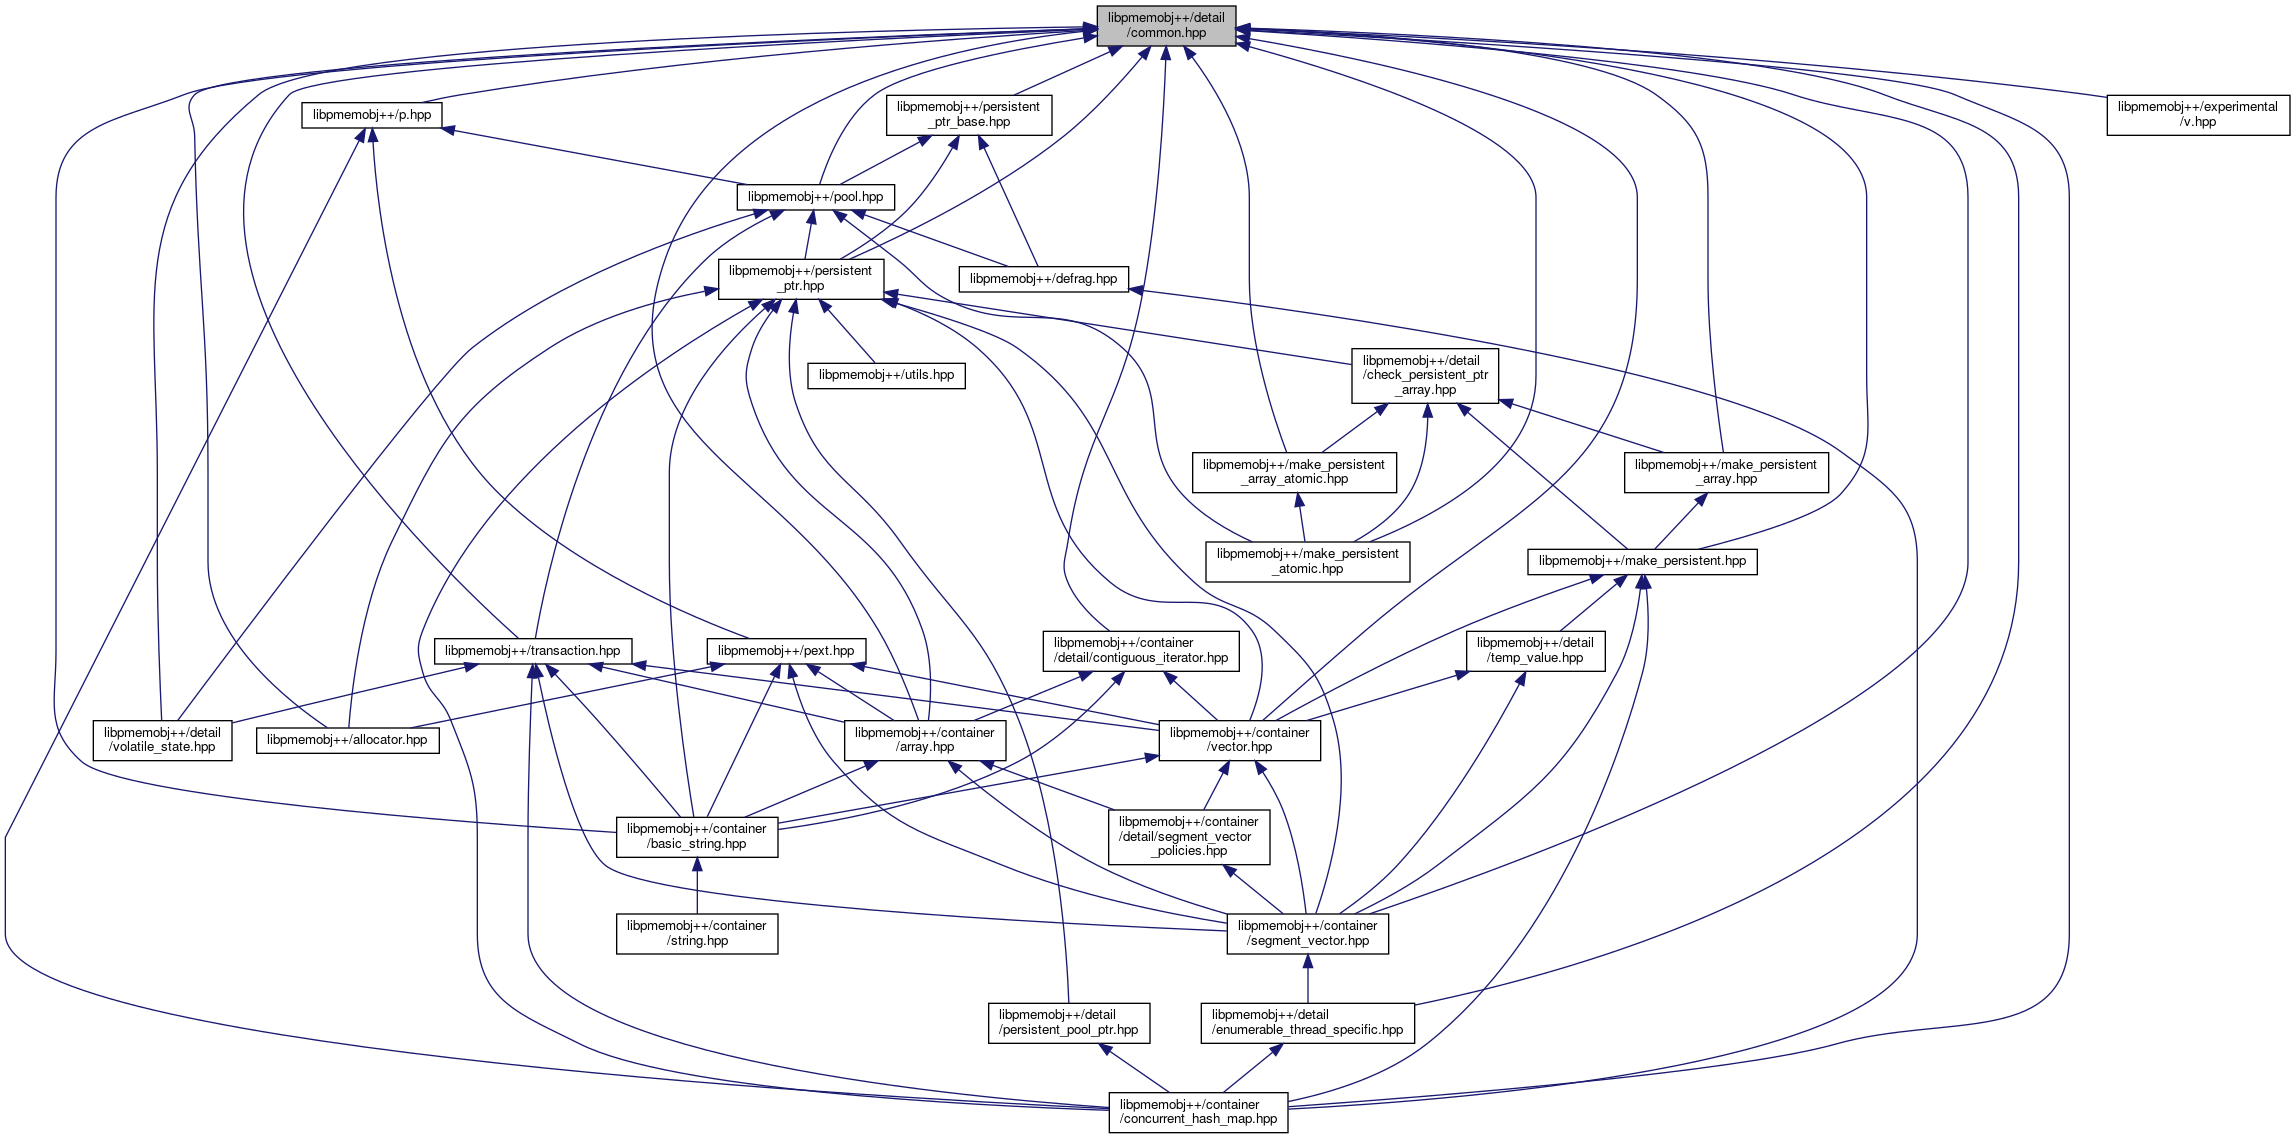 libpmemobj++/detail
/common.hpp
libpmemobj++/p.hpp
libpmemobj++/persistent
_ptr_base.hpp
libpmemobj++/experimental
/v.hpp
libpmemobj++/pool.hpp
libpmemobj++/persistent
_ptr.hpp
libpmemobj++/defrag.hpp
libpmemobj++/utils.hpp
libpmemobj++/detail
/check_persistent_ptr
_array.hpp
libpmemobj++/make_persistent
_array_atomic.hpp
libpmemobj++/make_persistent
_array.hpp
libpmemobj++/make_persistent
_atomic.hpp
libpmemobj++/make_persistent.hpp
libpmemobj++/transaction.hpp
libpmemobj++/pext.hpp
libpmemobj++/container
/detail/contiguous_iterator.hpp
libpmemobj++/detail
/temp_value.hpp
libpmemobj++/detail
/volatile_state.hpp
libpmemobj++/allocator.hpp
libpmemobj++/container
/array.hpp
libpmemobj++/container
/vector.hpp
libpmemobj++/container
/basic_string.hpp
libpmemobj++/container
/detail/segment_vector
_policies.hpp
libpmemobj++/container
/string.hpp
libpmemobj++/container
/segment_vector.hpp
libpmemobj++/detail
/persistent_pool_ptr.hpp
libpmemobj++/detail
/enumerable_thread_specific.hpp
libpmemobj++/container
/concurrent_hash_map.hpp